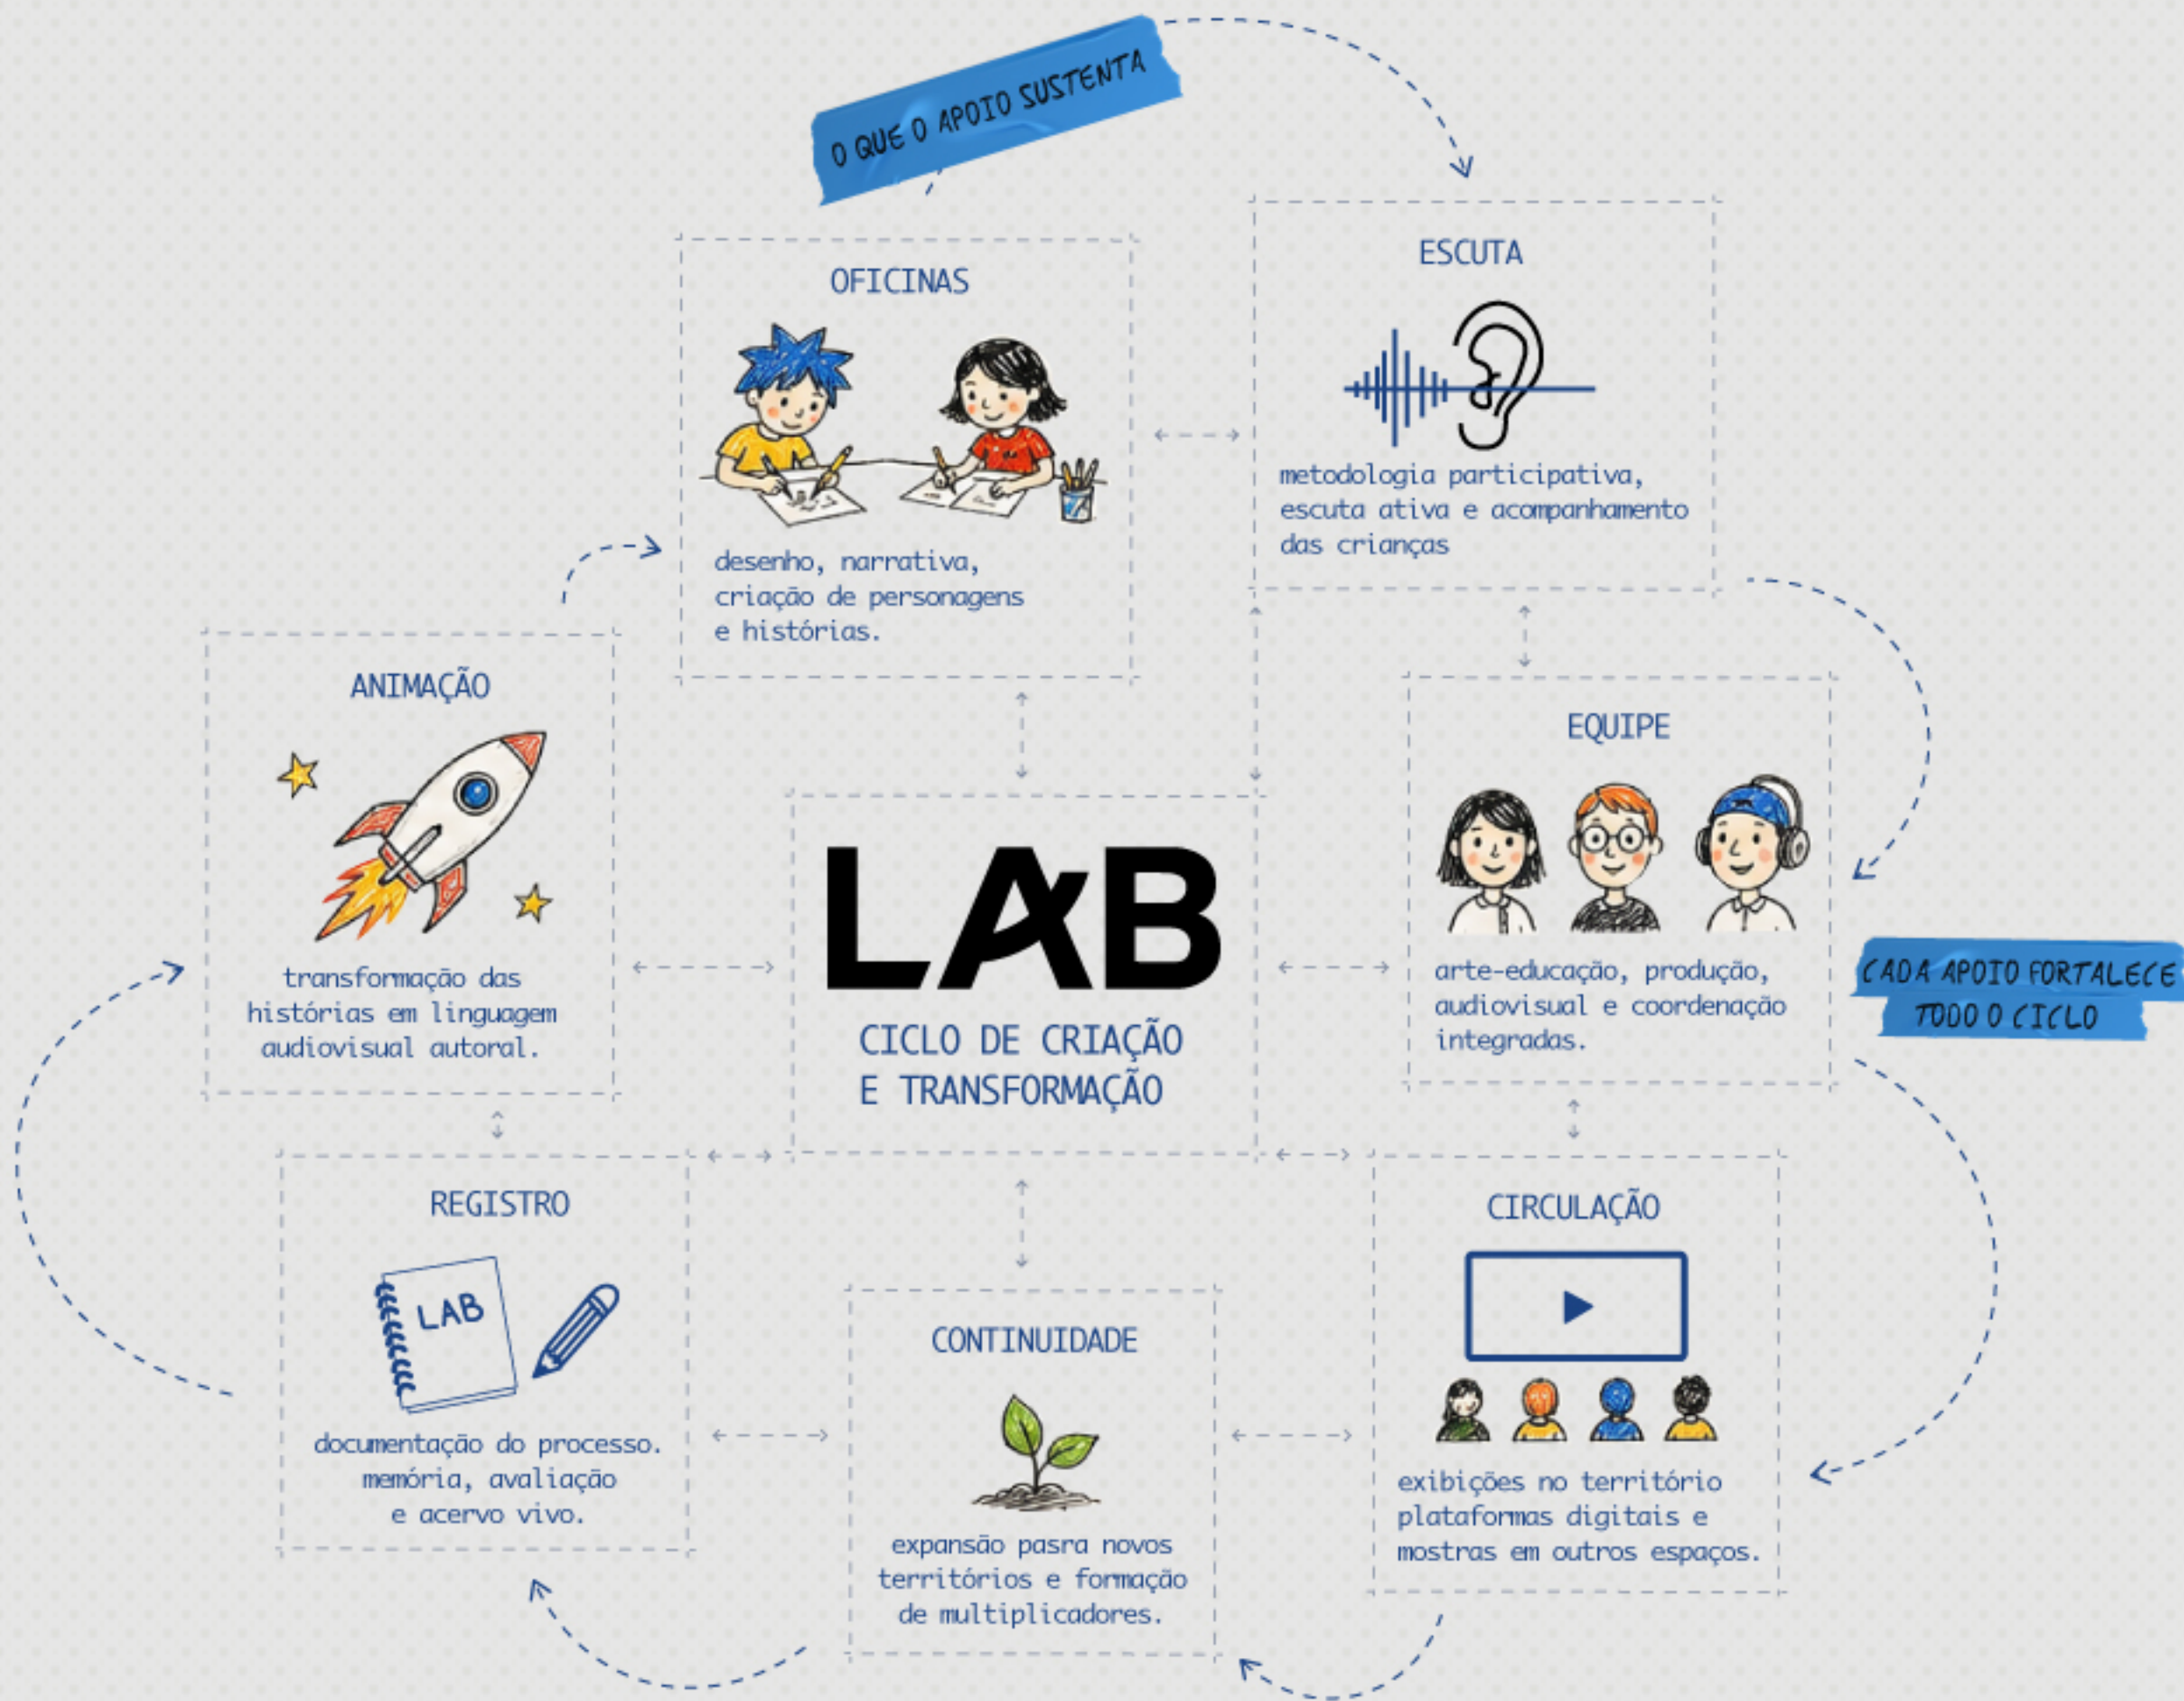 O QUE O APOIO SUSTENTA
OFICINAS
desenho, narrativa,
criação de personagens
e histórias.
ESCUTA
metodologia participativa,
escuta ativa e acompanhamento
das crianças
ANIMAÇÃO
transformação das
histórias em linguagem
audiovisual autoral.
LAB
CICLO DE CRIAÇÃO
E TRANSFORMAÇÃO
EQUIPE
arte-educação, produção,
audiovisual e coordenação
integradas.
CADA APOIO FORTALECE
TODO O CICLO
REGISTRO
LAB
documentação do processo.
memória, avaliação
e acervo vivo.
CONTINUIDADE
expansão pasra novos
territórios e formação
de multiplicadores.
CIRCULAÇÃO
exibições no território
plataformas digitais e
mostras em outros espaços.